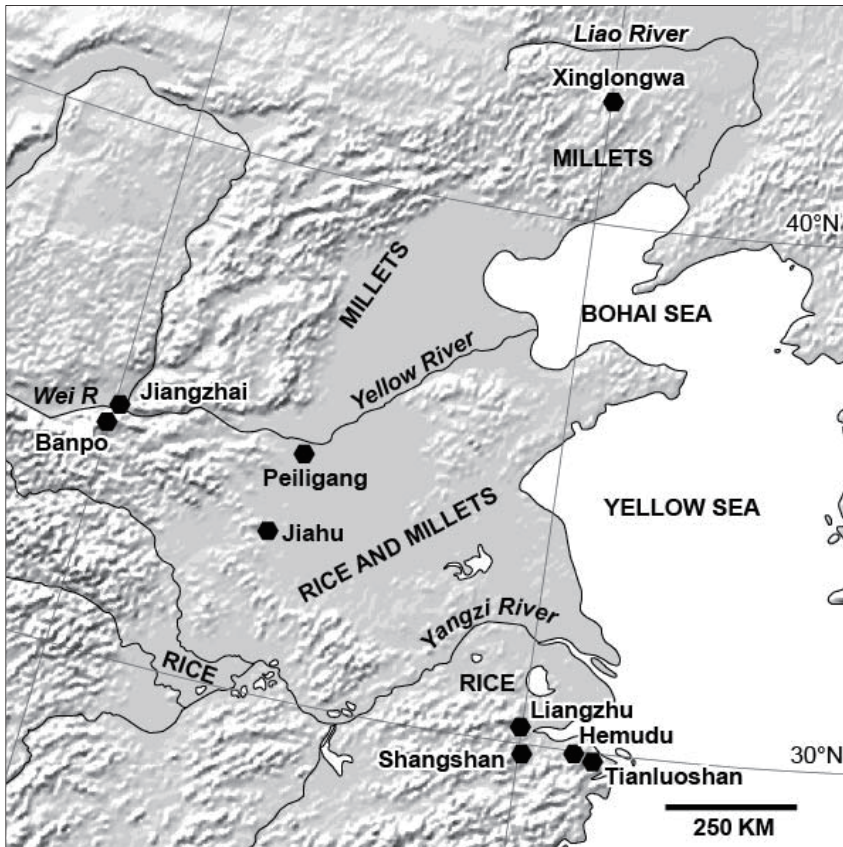 Liao River
Xinglongwa
MILLETS
40°N
MILLETS
BOHAI SEA
Yellow River
Wei R
Jiangzhai
Banpo
Peiligang
YELLOW SEA
Jiahu
RICE AND MILLETS
Yangzi River
RICE
RICE
Liangzhu
Hemudu
Shangshan
30°N
Tianluoshan
250 KM